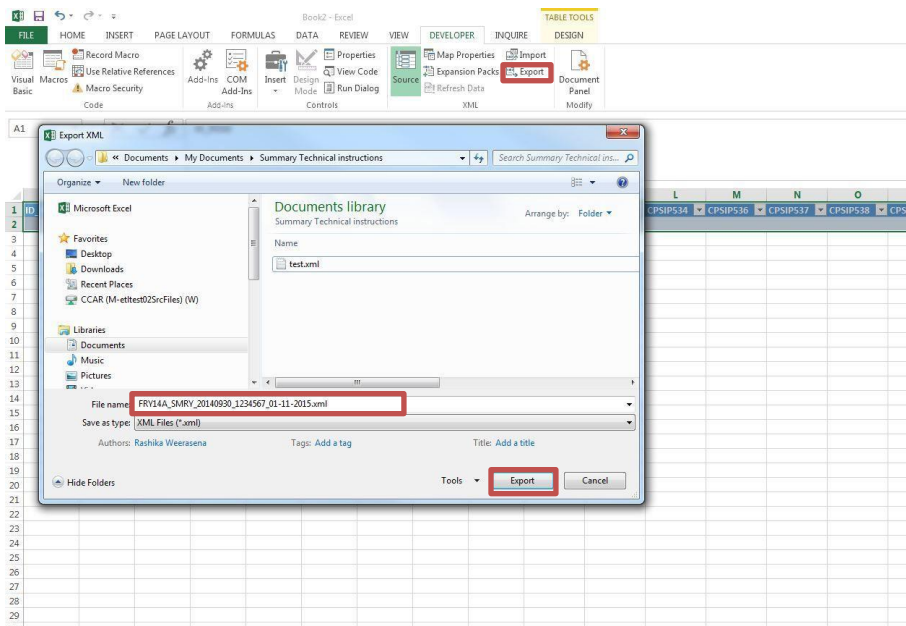 Book2 - Excel
TABLE TOOLS
FILE HOME INSERT PAGE LAYOUT FORMULAS DATA REVIEW VIEW DEVELOPER INQUIRE DESIGN
Visual Basic
Macros
Record Macro
Use Relative References
Macro Security
Code
Add-Ins
COM Add-Ins
Add-Ins
Insert
Design Mode
Properties
View Code
Run Dialog
Controls
Source
Map Properties
Expansion Packs
Refresh Data
Import
Export
XML
Document Panel
Modify
A1
Export XML
« Documents My Documents Summary Technical instructions
Search Summary Technical ins...
Organize New folder
Microsoft Excel
Favorites
Desktop
Downloads
Recent Places
CCAR (M-etltest02SrcFiles) (W)
Libraries
Documents
Music
Pictures
Documents library
Summary Technical instructions
Arrange by: Folder
Name
test.xml
File name: FRY14A_SMRY_20140930_1234567_01-11-2015.xml
Save as type: XML Files (*.xml)
Authors: Rashika Weerasena
Tags: Add a tag
Title: Add a title
Hide Folders
Tools
Export
Cancel
L M N O
CPSIP534 CPSIP536 CPSIP537 CPSIP538 CPS
1 ID
2
3
4
5
6
7
8
9
10
11
12
13
14
15
16
17
18
19
20
21
22
23
24
25
26
27
28
29